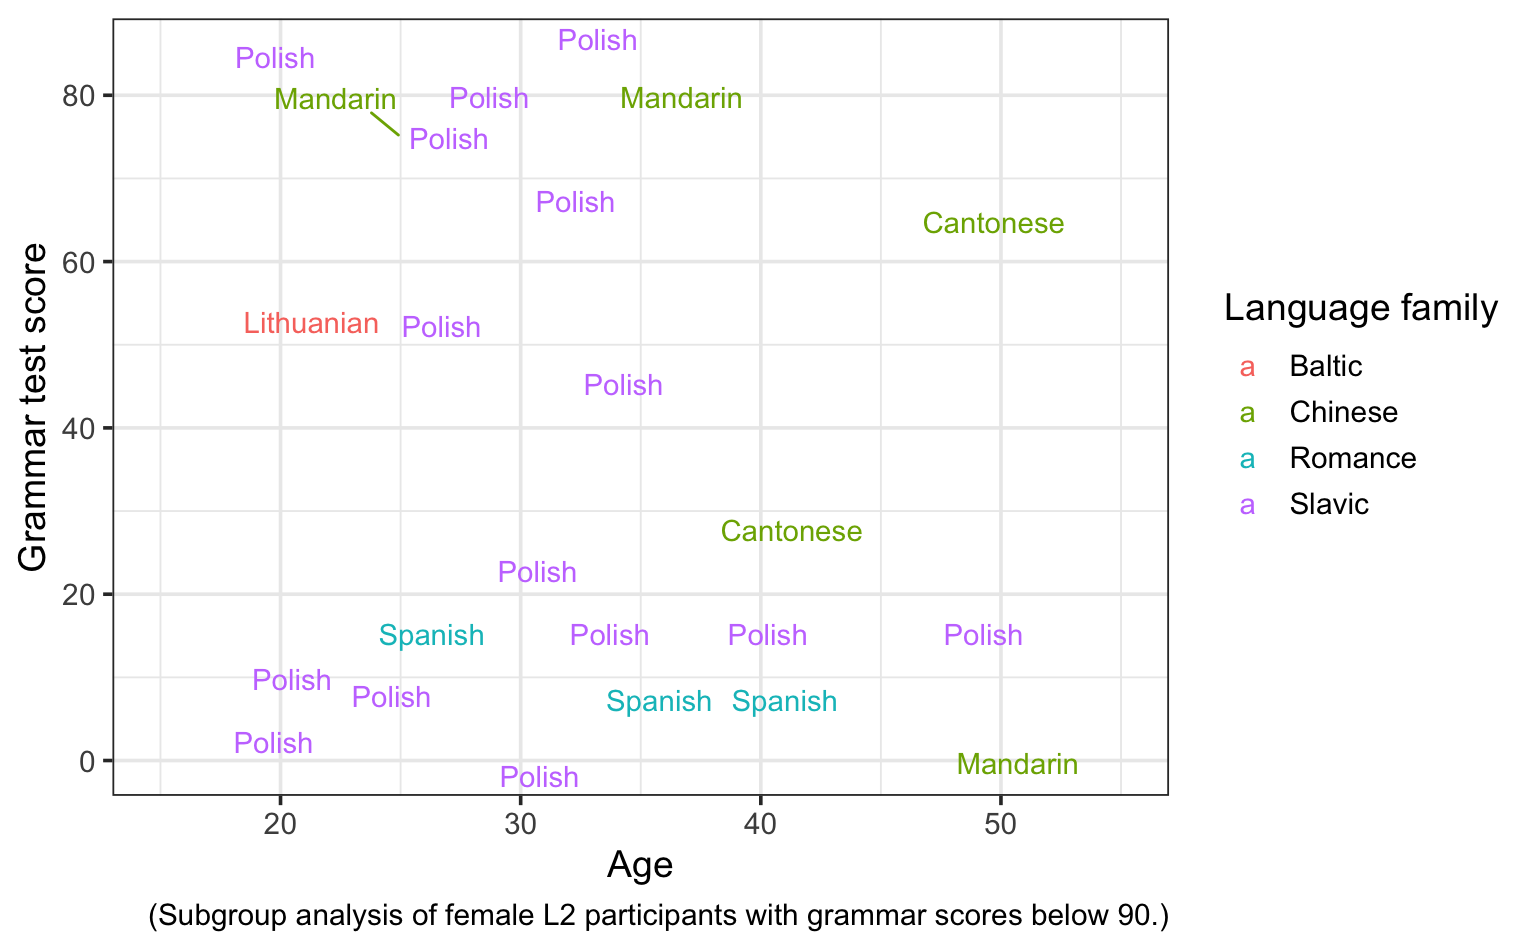 Polish
Polish
80
Mandarin
Polish
Mandarin
Polish
Polish
Cantonese
60
Lithuanian
Polish
Polish
40
Cantonese
Polish
20
Spanish
Polish
Polish
Polish
Polish
Polish
Spanish
Spanish
Polish
0
Mandarin
Polish
Grammar test score
20
30
40
50
Age
(Subgroup analysis of female L2 participants with grammar scores below 90.)
Language family
a Baltic
a Chinese
a Romance
a Slavic